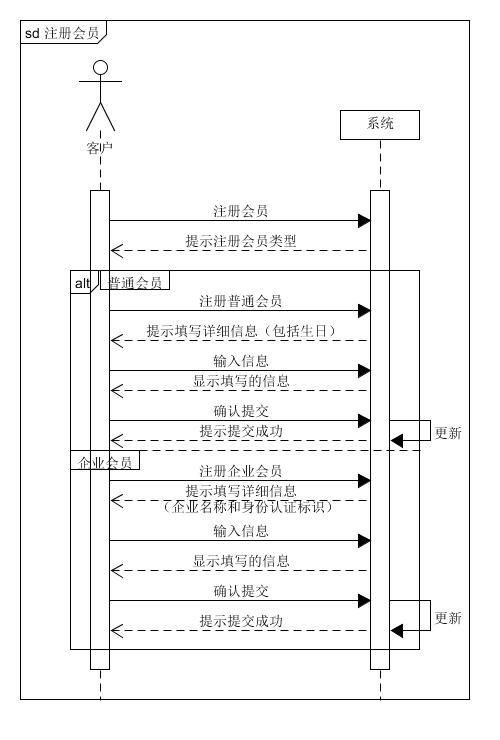 sd 注册会员
客户
系统
注册会员
提示注册会员类型
alt
普通会员
注册普通会员
提示填写详细信息（包括生日）
输入信息
显示填写的信息
确认提交
提示提交成功
更新
企业会员
注册企业会员
提示填写详细信息
（企业名称和身份认证标识）
输入信息
显示填写的信息
确认提交
提示提交成功
更新